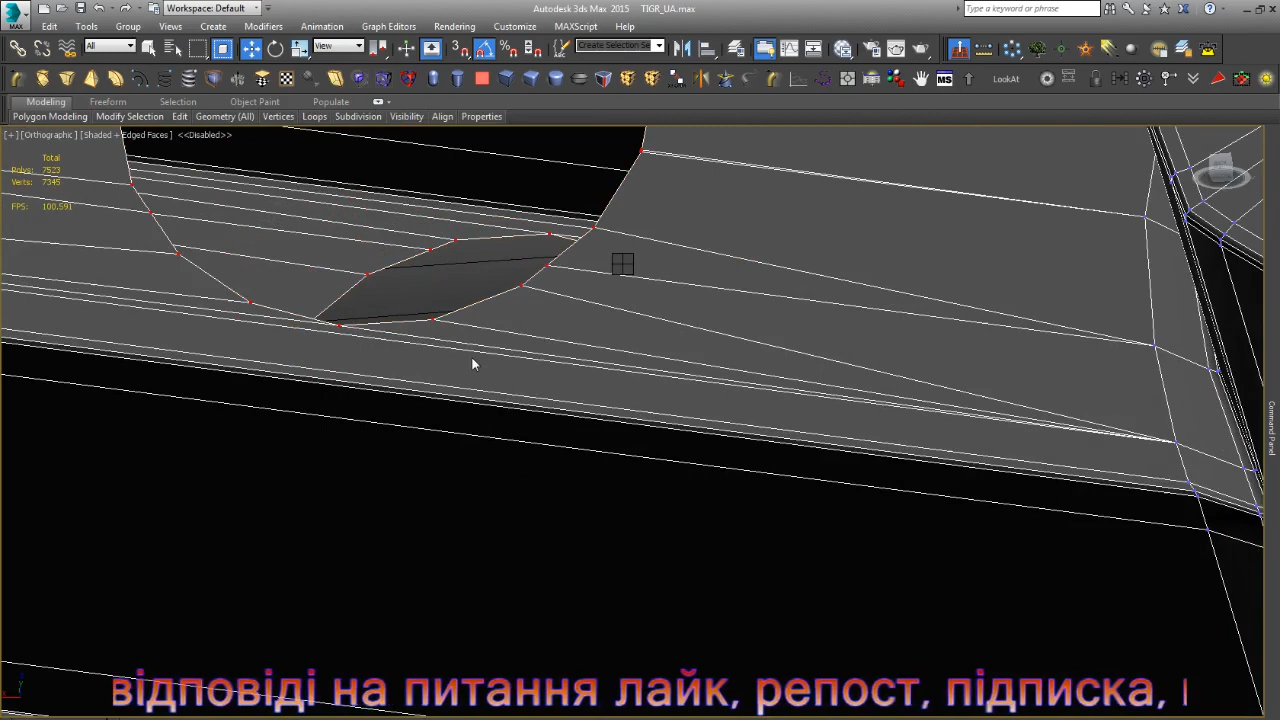 Autodesk 3ds Max 2015 TIGR_UA.max
Workspace: Default
Type a keyword or phrase
MAX
Edit Tools Group Views Create Modifiers Animation Graph Editors Rendering Customize MAXScript Help
All
View
Create Selection Se
MS
LookAt
Modeling Freeform Selection Object Paint Populate
Polygon Modeling Modify Selection Edit Geometry (All) Vertices Loops Subdivision Visibility Align Properties
[+] [Orthographic] [Shaded + Edged Faces] <<Disabled>>
Total
Polys: 7523
Verts: 7345
FPS: 100.591
Command Panel
відповіді на питання лайк, репост, підписка,